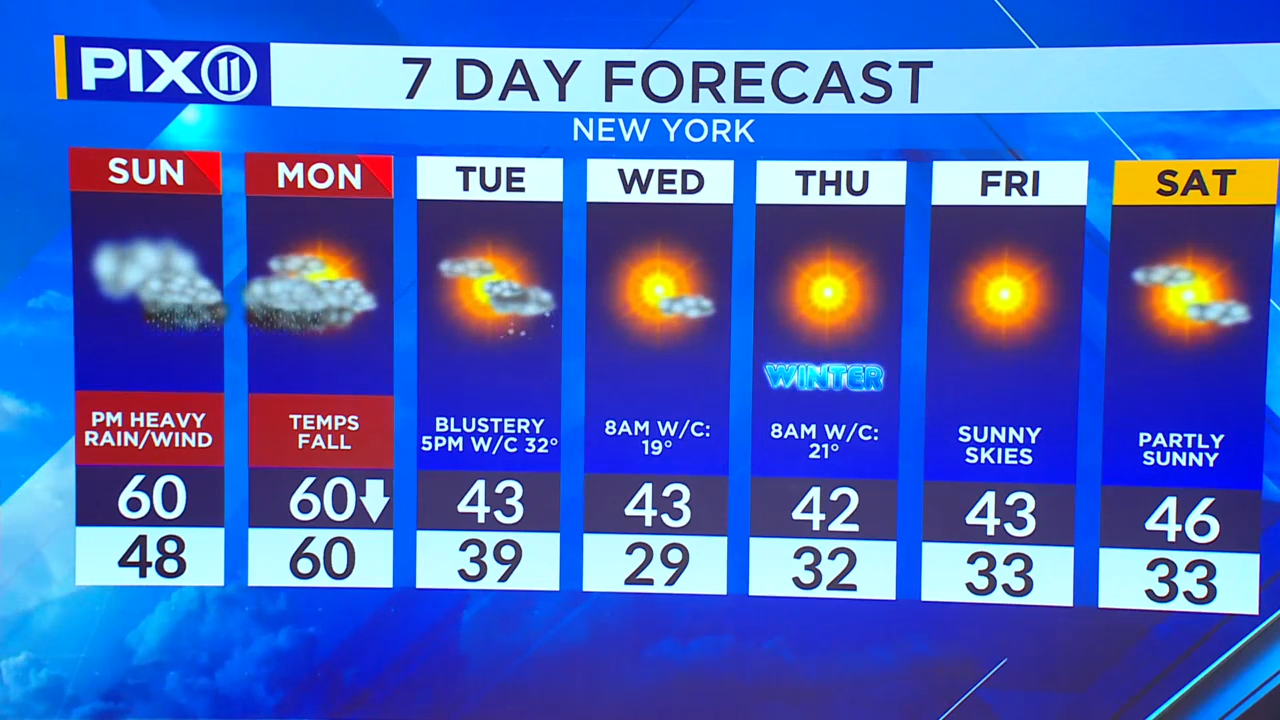 PIX 11
7 DAY FORECAST
NEW YORK
SUN
PM HEAVY
RAIN/WIND
60
48
MON
TEMPS
FALL
60
60
TUE
BLUSTERY
5PM W/C 32°
43
39
WED
8AM W/C:
19°
43
29
THU
WINTER
8AM W/C:
21°
42
32
FRI
SUNNY
SKIES
43
33
SAT
PARTLY
SUNNY
46
33